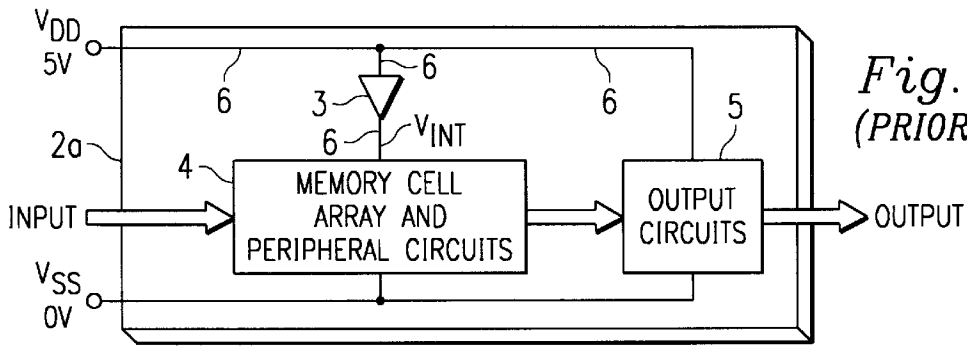 V_DD
5V
6
6
6
3
6
V_INT
2a
4
5
INPUT
MEMORY CELL
ARRAY AND
PERIPHERAL CIRCUITS
OUTPUT
CIRCUITS
OUTPUT
V_SS
0V
Fig.
(PRIOR